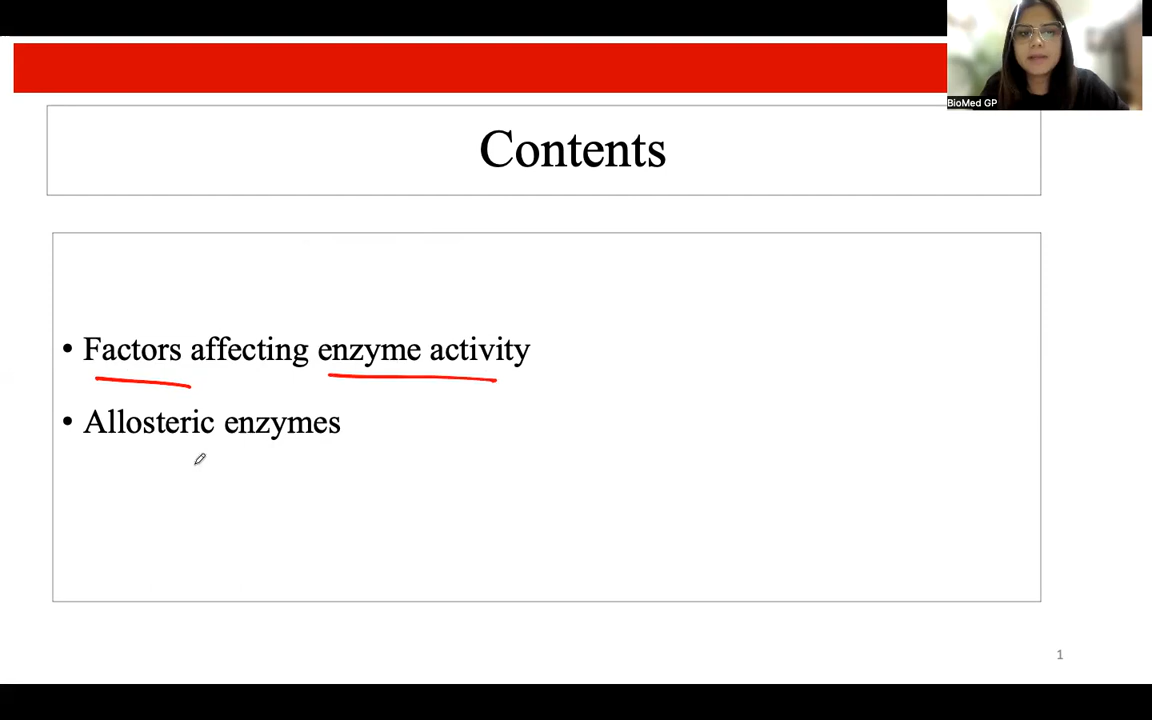 BioMed GP
Contents
• Factors affecting enzyme activity
• Allosteric enzymes
1